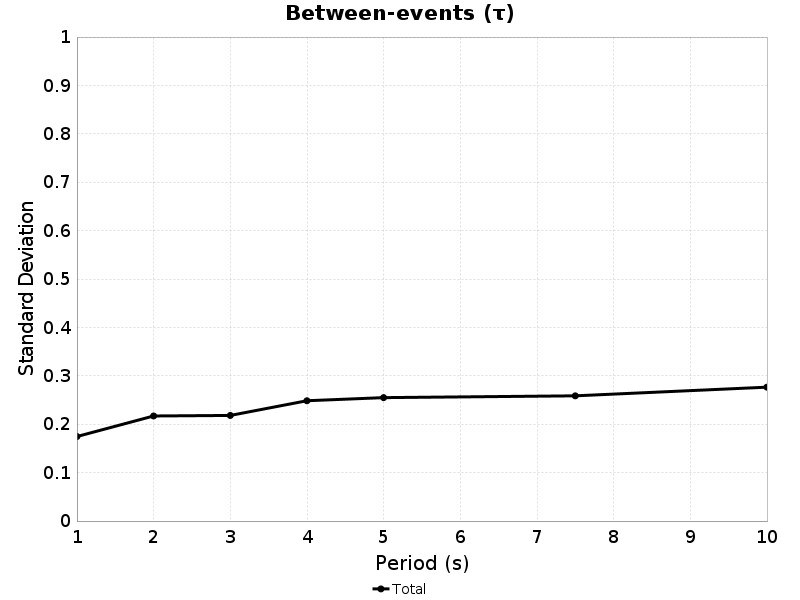 Between-events (τ)
1
0.9
0.8
0.7
0.6
0.5
0.4
0.3
0.2
0.1
0
Standard Deviation
1 2 3 4 5 6 7 8 9 10
Period (s)
Total